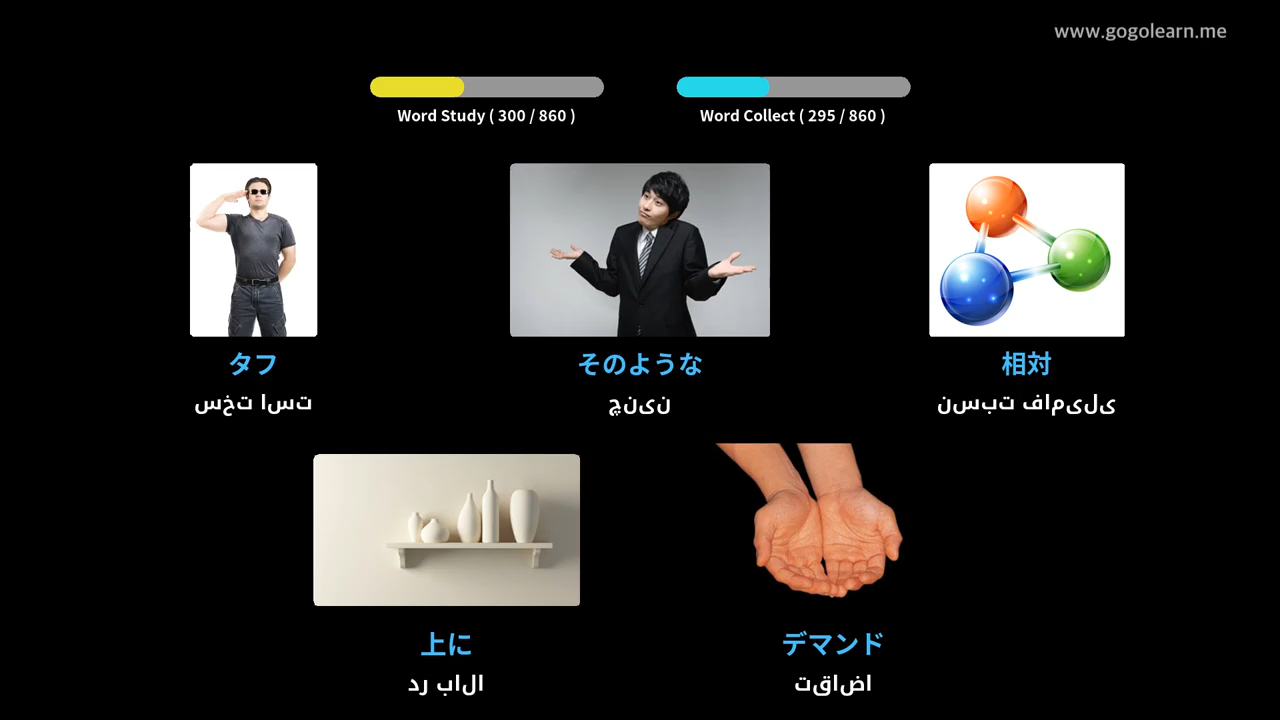 www.gogolearn.me
Word Study ( 300 / 860 )
Word Collect ( 295 / 860 )
タフ
سخت است
そのような
چنین
相対
نسبت فامیلی
上に
در بالا
デマンド
تقاضا